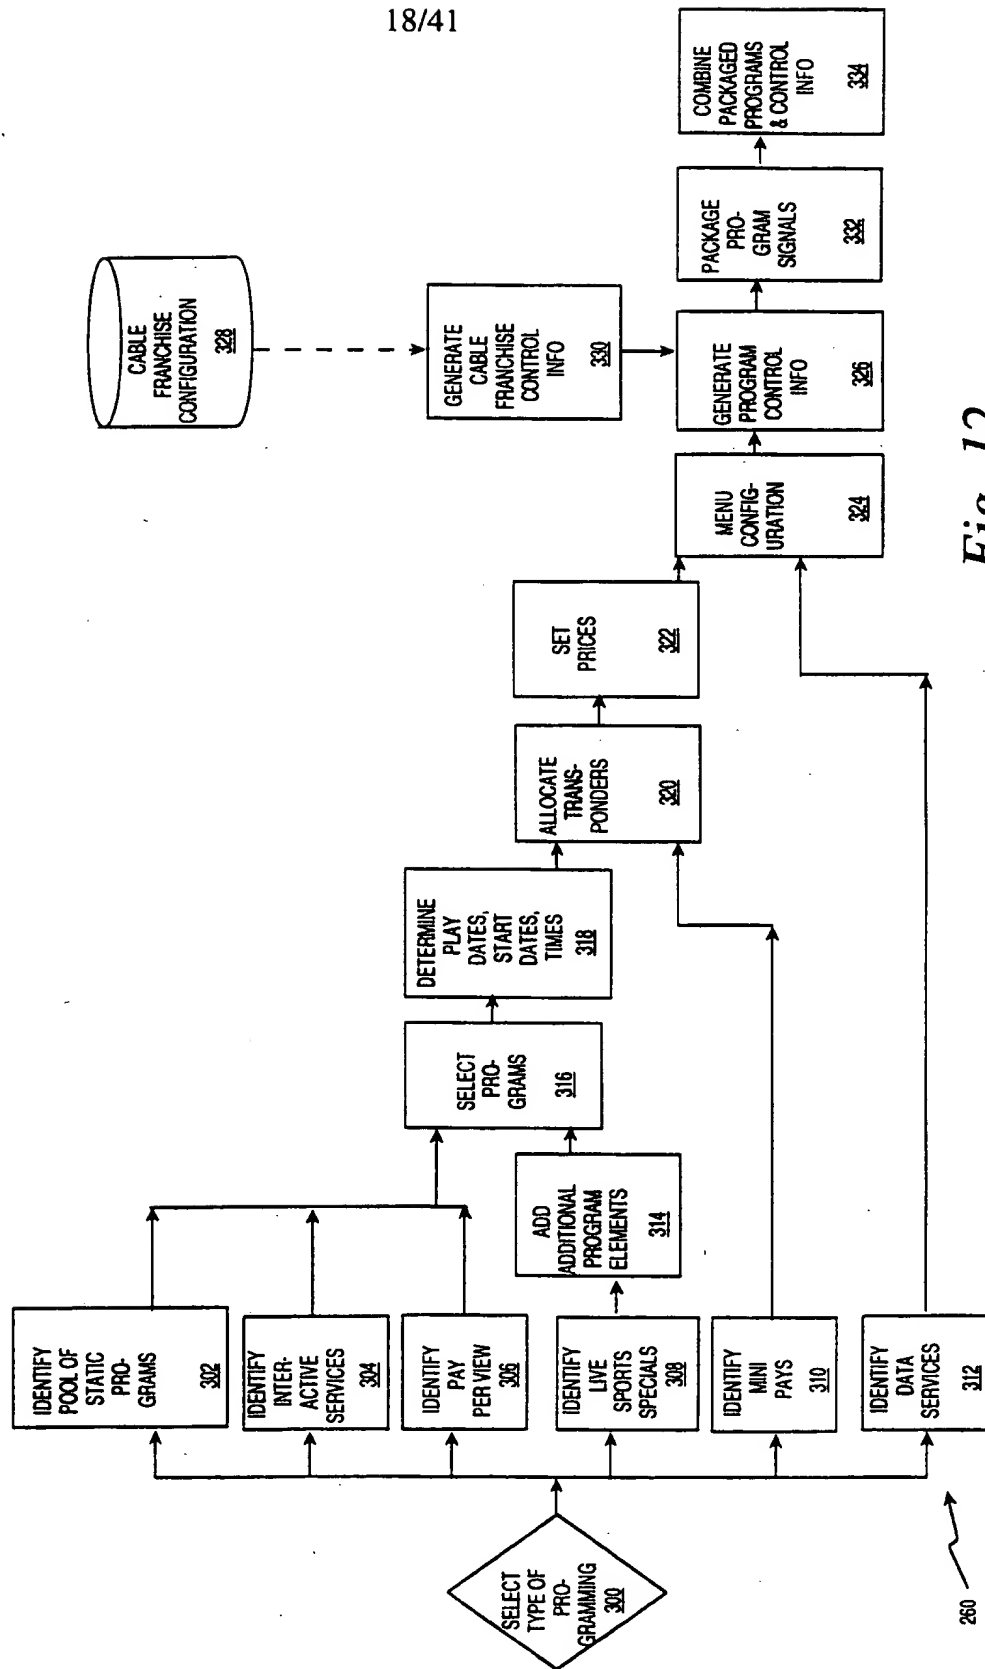 18/41
SELECT
TYPE OF
PRO-
GRAMMING
300
IDENTIFY
POOL OF
STATIC
PRO-
GRAMS
302
IDENTIFY
INTER-
ACTIVE
SERVICES
304
IDENTIFY
PAY
PER VIEW
306
IDENTIFY
LIVE
SPORTS
SPECIALS
308
IDENTIFY
MINI
PAYS
310
IDENTIFY
DATA
SERVICES
312
ADD
ADDITIONAL
PROGRAM
ELEMENTS
314
SELECT
PRO-
GRAMS
316
DETERMINE
PLAY
DATES,
START
DATES,
TIMES
318
ALLOCATE
TRANS-
PONDERS
320
SET
PRICES
322
MENU
CONFIG-
URATION
324
CABLE
FRANCHISE
CONFIGURATION
328
GENERATE
CABLE
FRANCHISE
CONTROL
INFO
330
GENERATE
PROGRAM
CONTROL
INFO
326
PACKAGE
PRO-
GRAM
SIGNALS
332
COMBINE
PACKAGED
PROGRAMS
& CONTROL
INFO
334
260
Fig. 12